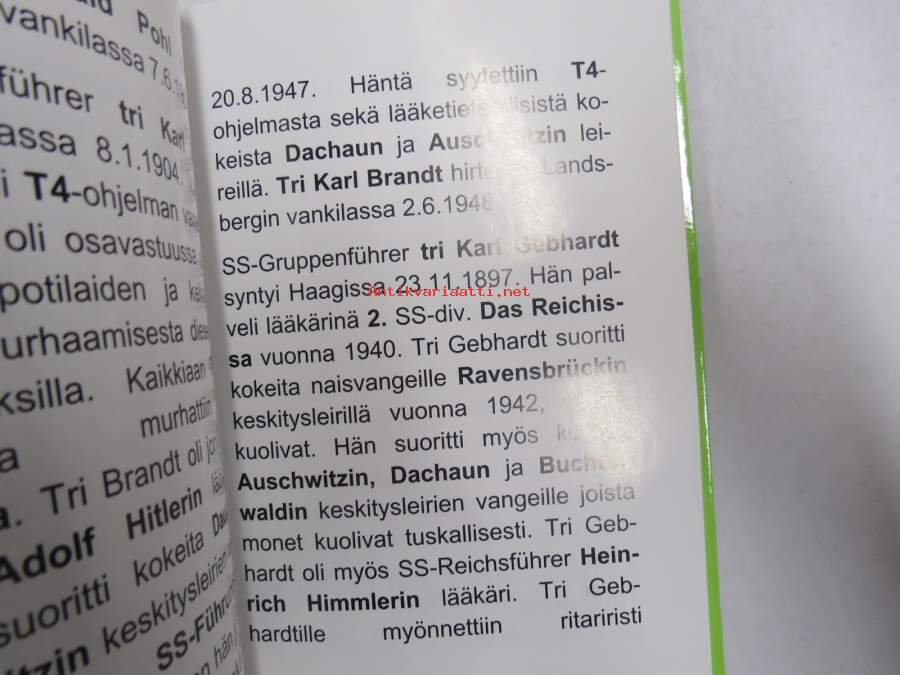 Pohl
vankilassa
führer tri Karl
8.1.1904.
T4-ohjelman
oli osavastuussa
potilaiden ja
Kaikkiaan
murhattiin
Tri Brandt oli
Adolf Hitlerin
suoritti kokeita
keskitysleirien
20.8.1947. Häntä syytettiin T4-
ohjelmasta sekä lääketieteellisistä ko-
keista Dachaun ja Auschwitzin lei-
reillä. Tri Karl Brandt Lands-
bergin vankilassa 2.6.1948
SS-Gruppenführer tri Karl Gebhardt
syntyi Haagissa 23.11.1897. Hän pal-
antikvariaatti.net
veli lääkärinä 2. SS-div. Das Reichis-
sa vuonna 1940. Tri Gebhardt suoritti
kokeita naisvangeille Ravensbrückin
keskitysleirillä vuonna 1942,
kuolivat. Hän suoritti myös
Auschwitzin, Dachaun ja Buchen-
waldin keskitysleirien vangeille joista
monet kuolivat tuskallisesti. Tri Geb-
hardt oli myös SS-Reichsführer Hein-
rich Himmlerin lääkäri. Tri Geb-
hardtille myönnettiin ritariristi